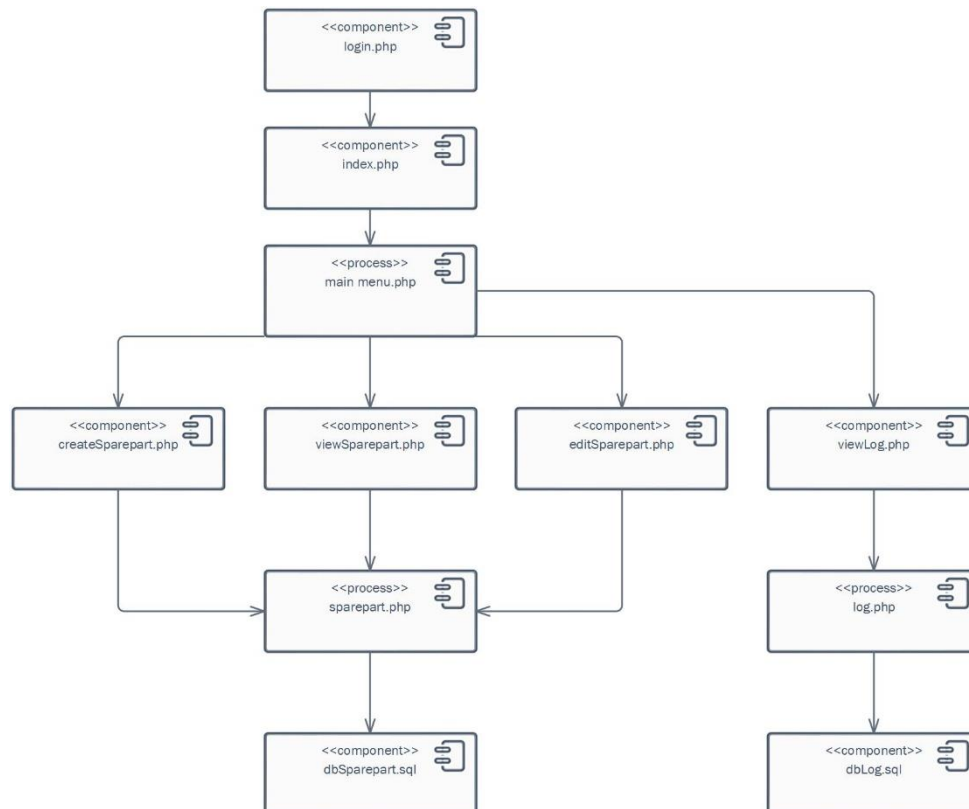 <<component>>
login.php
<<component>>
index.php
<<process>>
main menu.php
<<component>>
createSparepart.php
<<component>>
viewSparepart.php
<<component>>
editSparepart.php
<<component>>
viewLog.php
<<process>>
sparepart.php
<<process>>
log.php
<<component>>
dbSparepart.sql
<<component>>
dbLog.sql